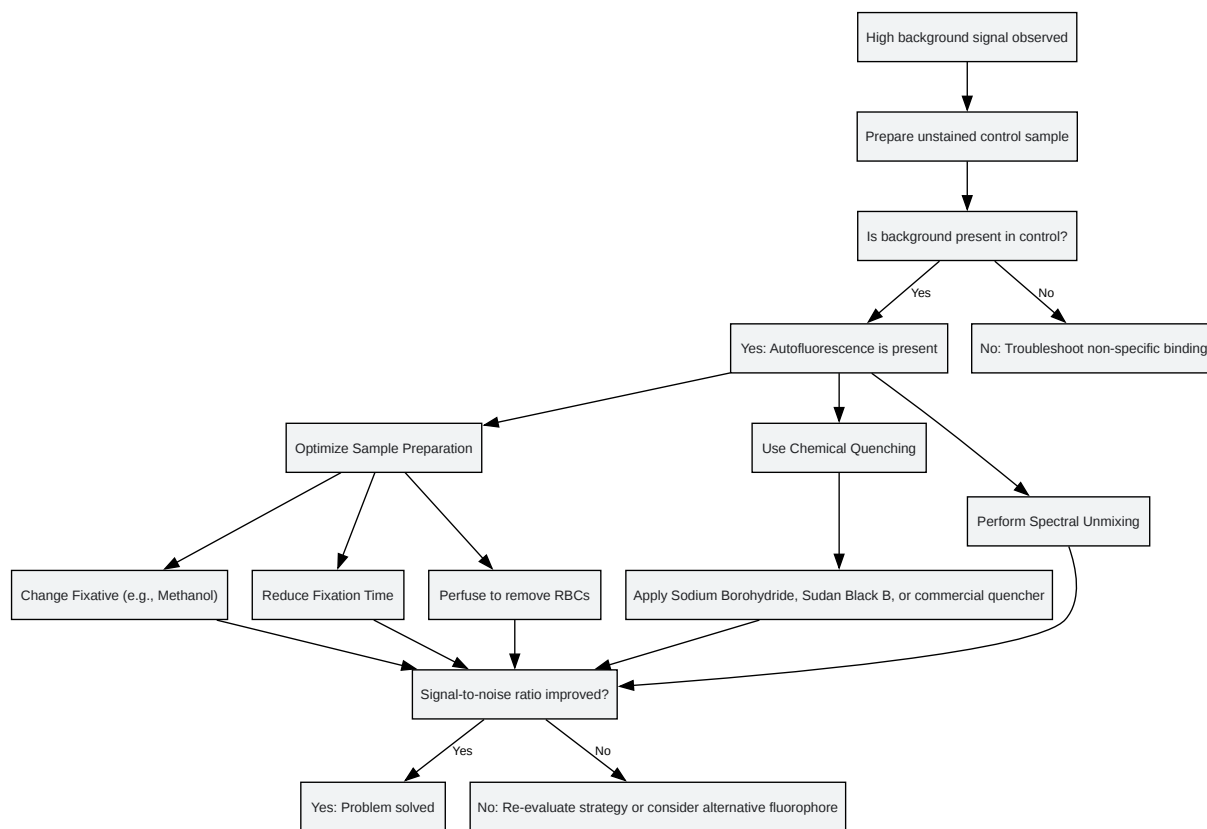 High background signal observed
Prepare unstained control sample
Is background present in control?
Yes
No
Yes: Autofluorescence is present
No: Troubleshoot non-specific binding
Optimize Sample Preparation
Use Chemical Quenching
Perform Spectral Unmixing
Change Fixative (e.g., Methanol)
Reduce Fixation Time
Perfuse to remove RBCs
Apply Sodium Borohydride, Sudan Black B, or commercial quencher
Signal-to-noise ratio improved?
Yes
No
Yes: Problem solved
No: Re-evaluate strategy or consider alternative fluorophore